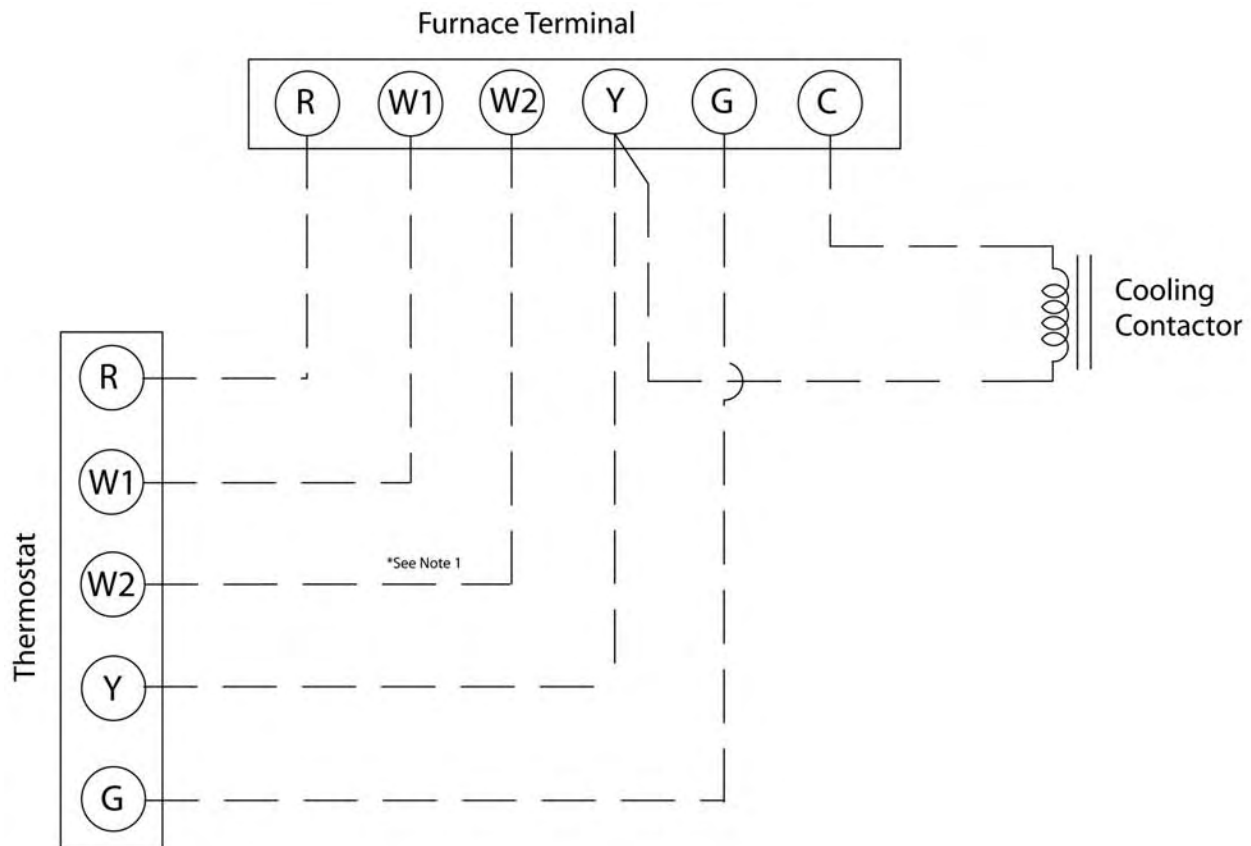 Furnace Terminal
R W1 W2 Y G C
Cooling
Contactor
Thermostat
R
W1
W2
*See Note 1
Y
G